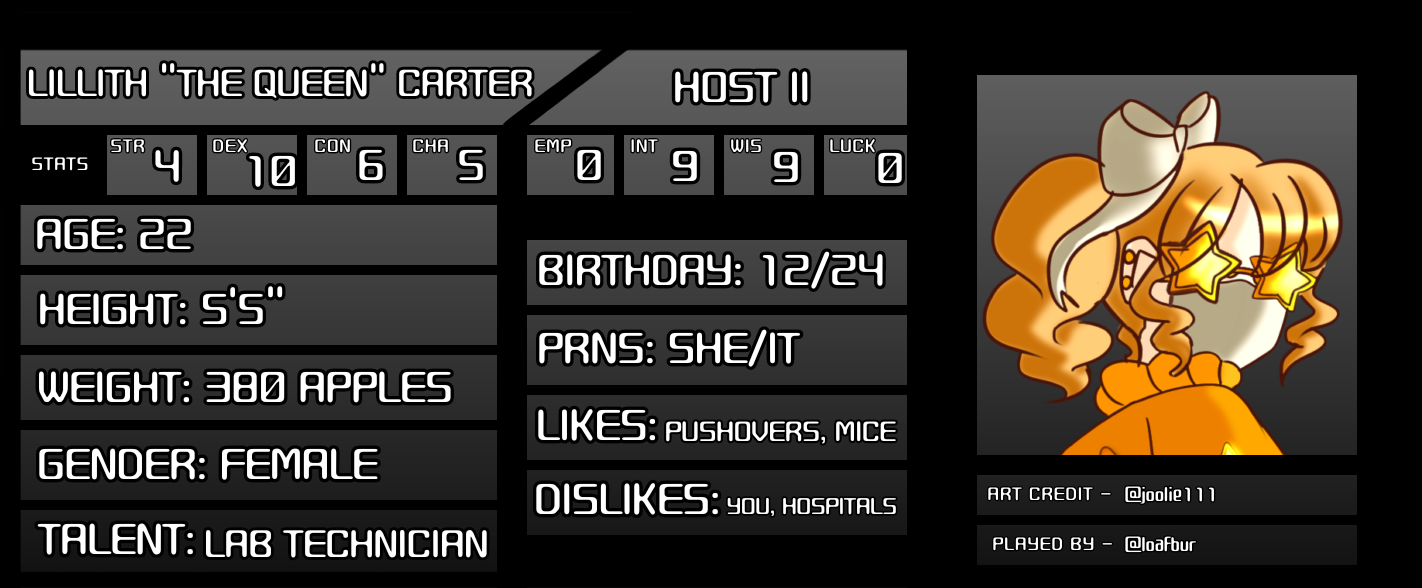 LILLITH "THE QUEEN" CARTER
HOST II
STATS
STR 4
DEX 10
CON 6
CHA 5
EMP 0
INT 9
WIS 9
LUCK 0
AGE: 22
HEIGHT: 5'5"
WEIGHT: 380 APPLES
GENDER: FEMALE
TALENT: LAB TECHNICIAN
BIRTHDAY: 12/24
PRNS: SHE/IT
LIKES: PUSHOVERS, MICE
DISLIKES: YOU, HOSPITALS
ART CREDIT - @joolie111
PLAYED BY - @loafbur